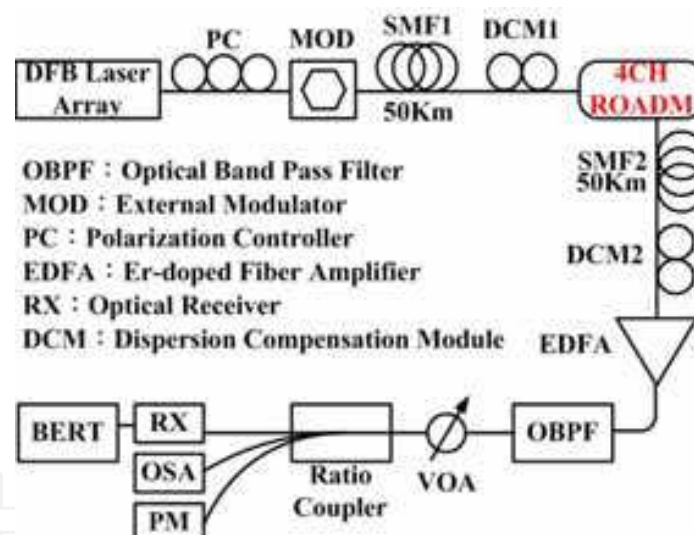 PC
MOD
SMF1
DCM1
DFB Laser
Array
50Km
4CH
ROADM
SMF2
50Km
DCM2
OBPF：Optical Band Pass Filter
MOD：External Modulator
PC：Polarization Controller
EDFA：Er-doped Fiber Amplifier
RX：Optical Receiver
DCM：Dispersion Compensation Module
EDFA
BERT
RX
OSA
PM
Ratio
Coupler
VOA
OBPF